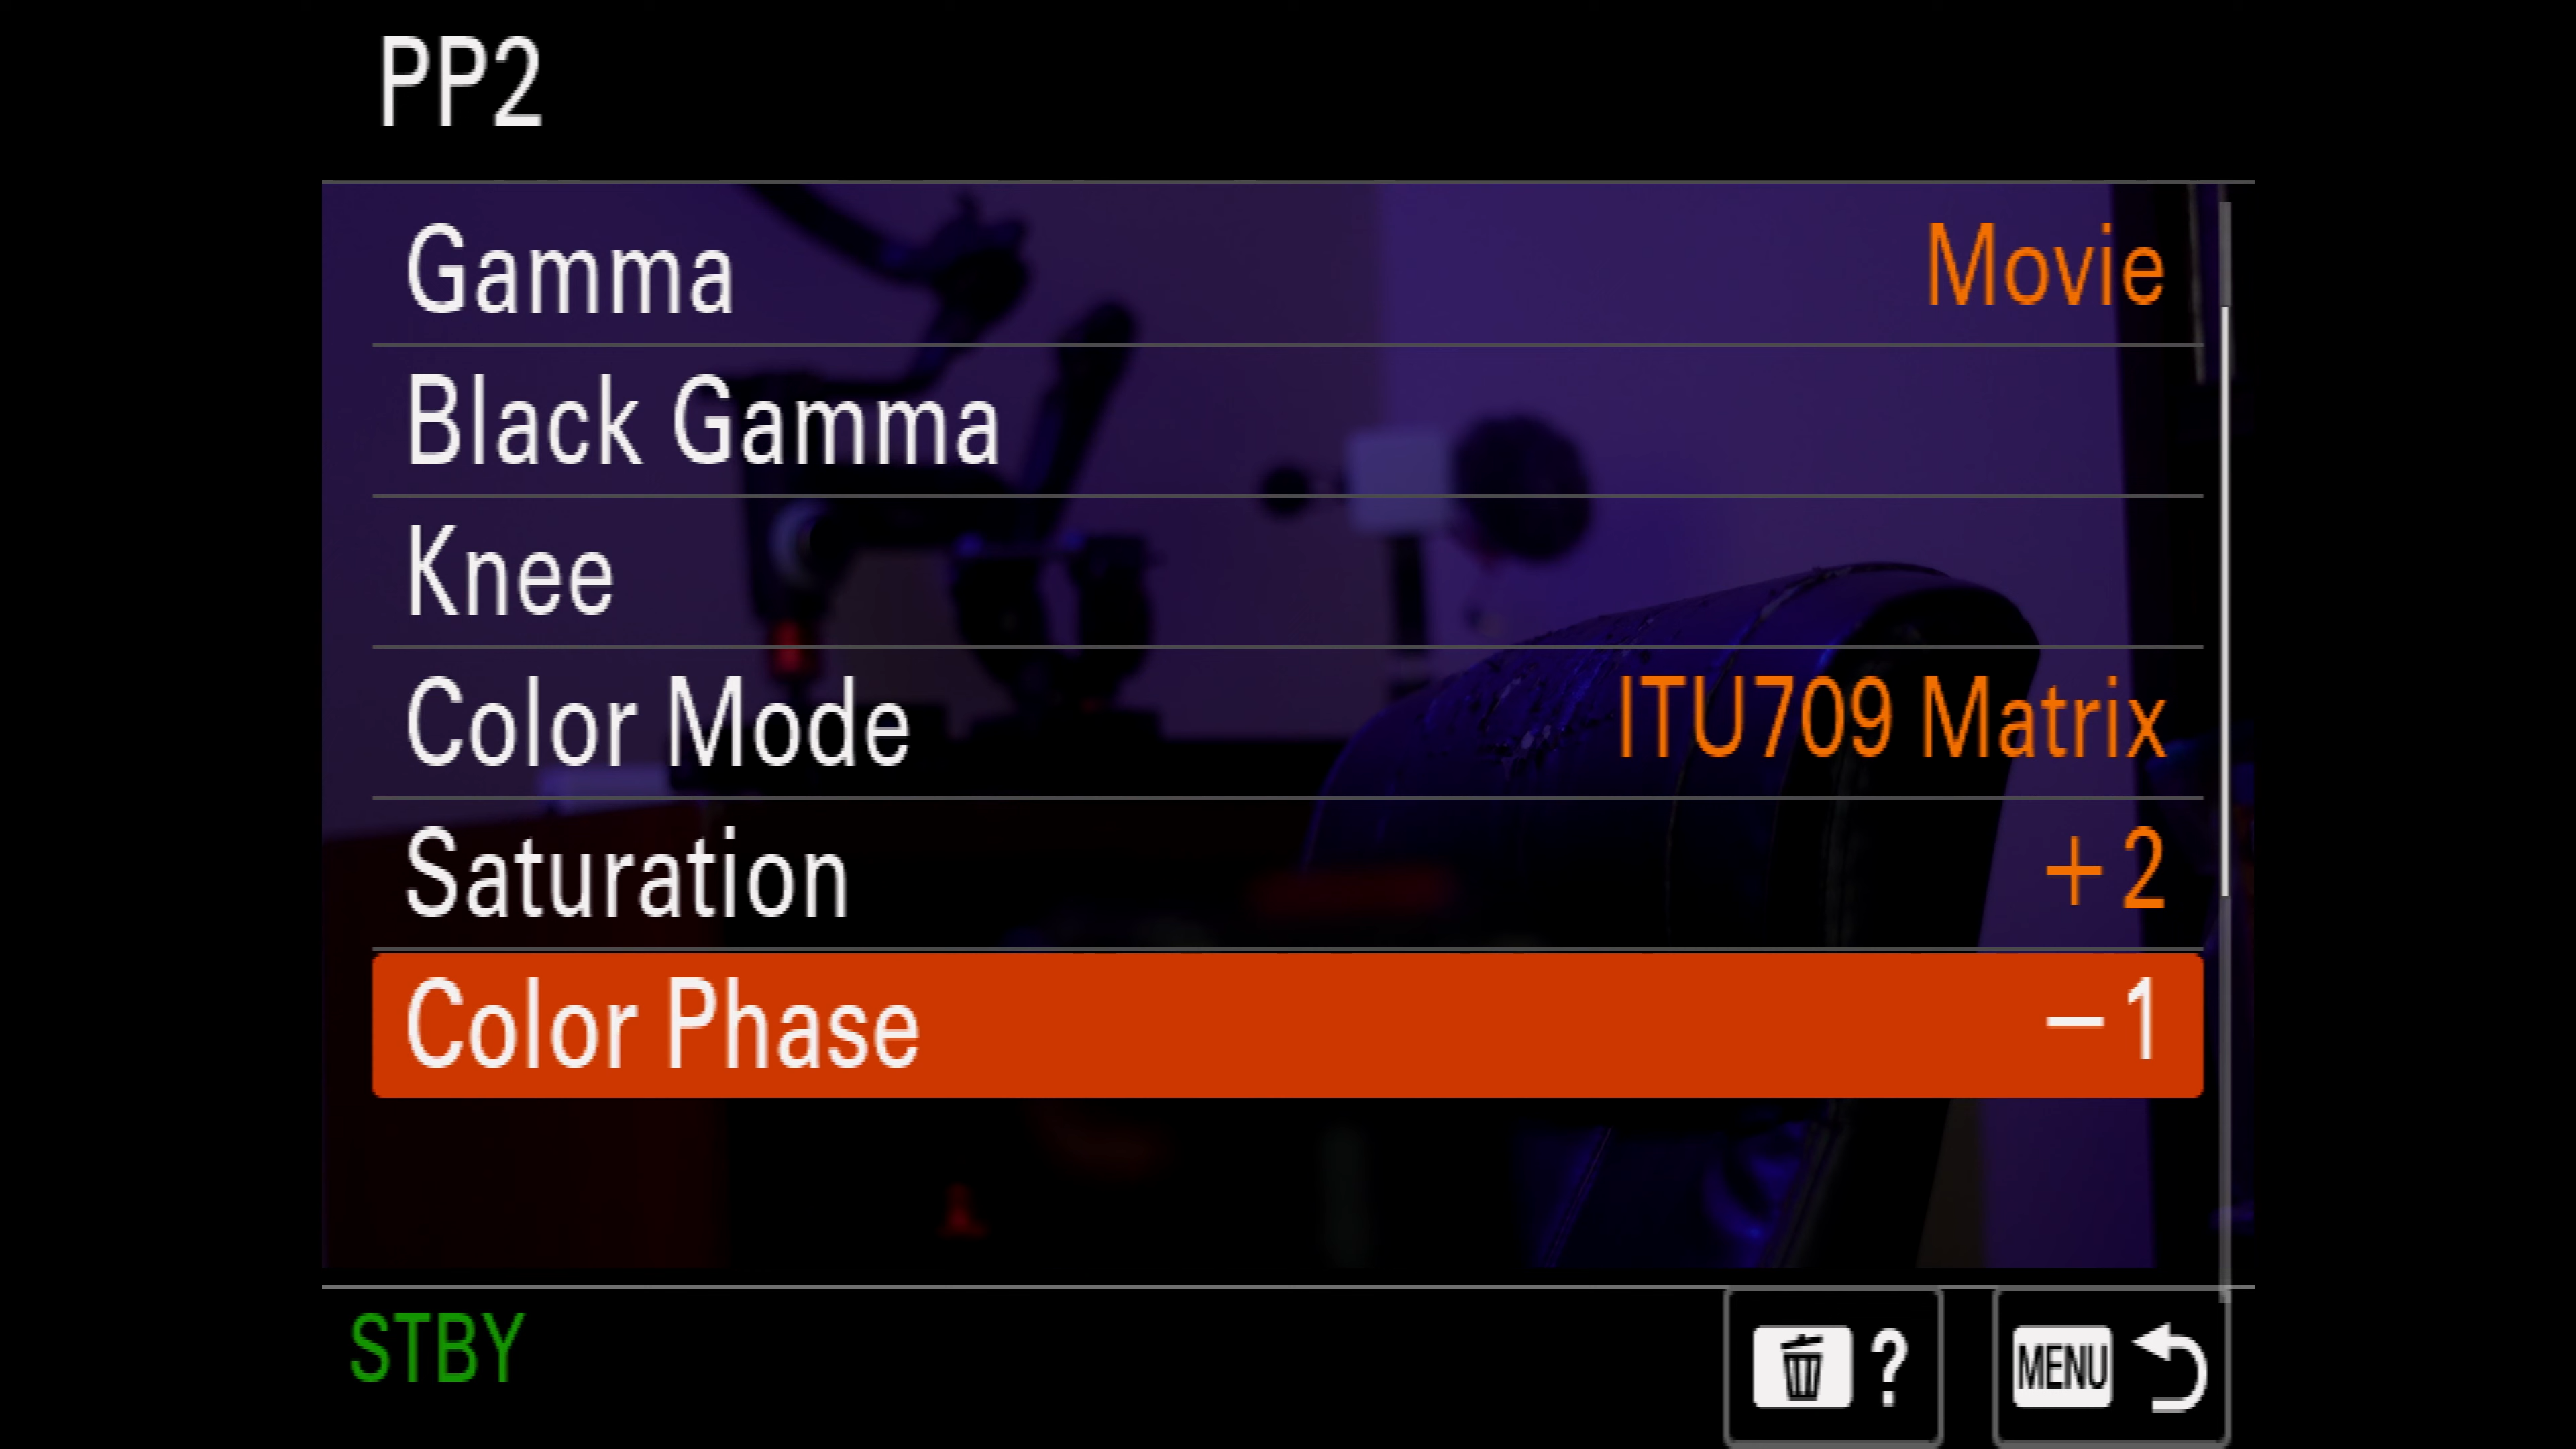 PP2
Gamma Movie
Black Gamma
Knee
Color Mode ITU709 Matrix
Saturation +2
Color Phase −1
STBY ? MENU